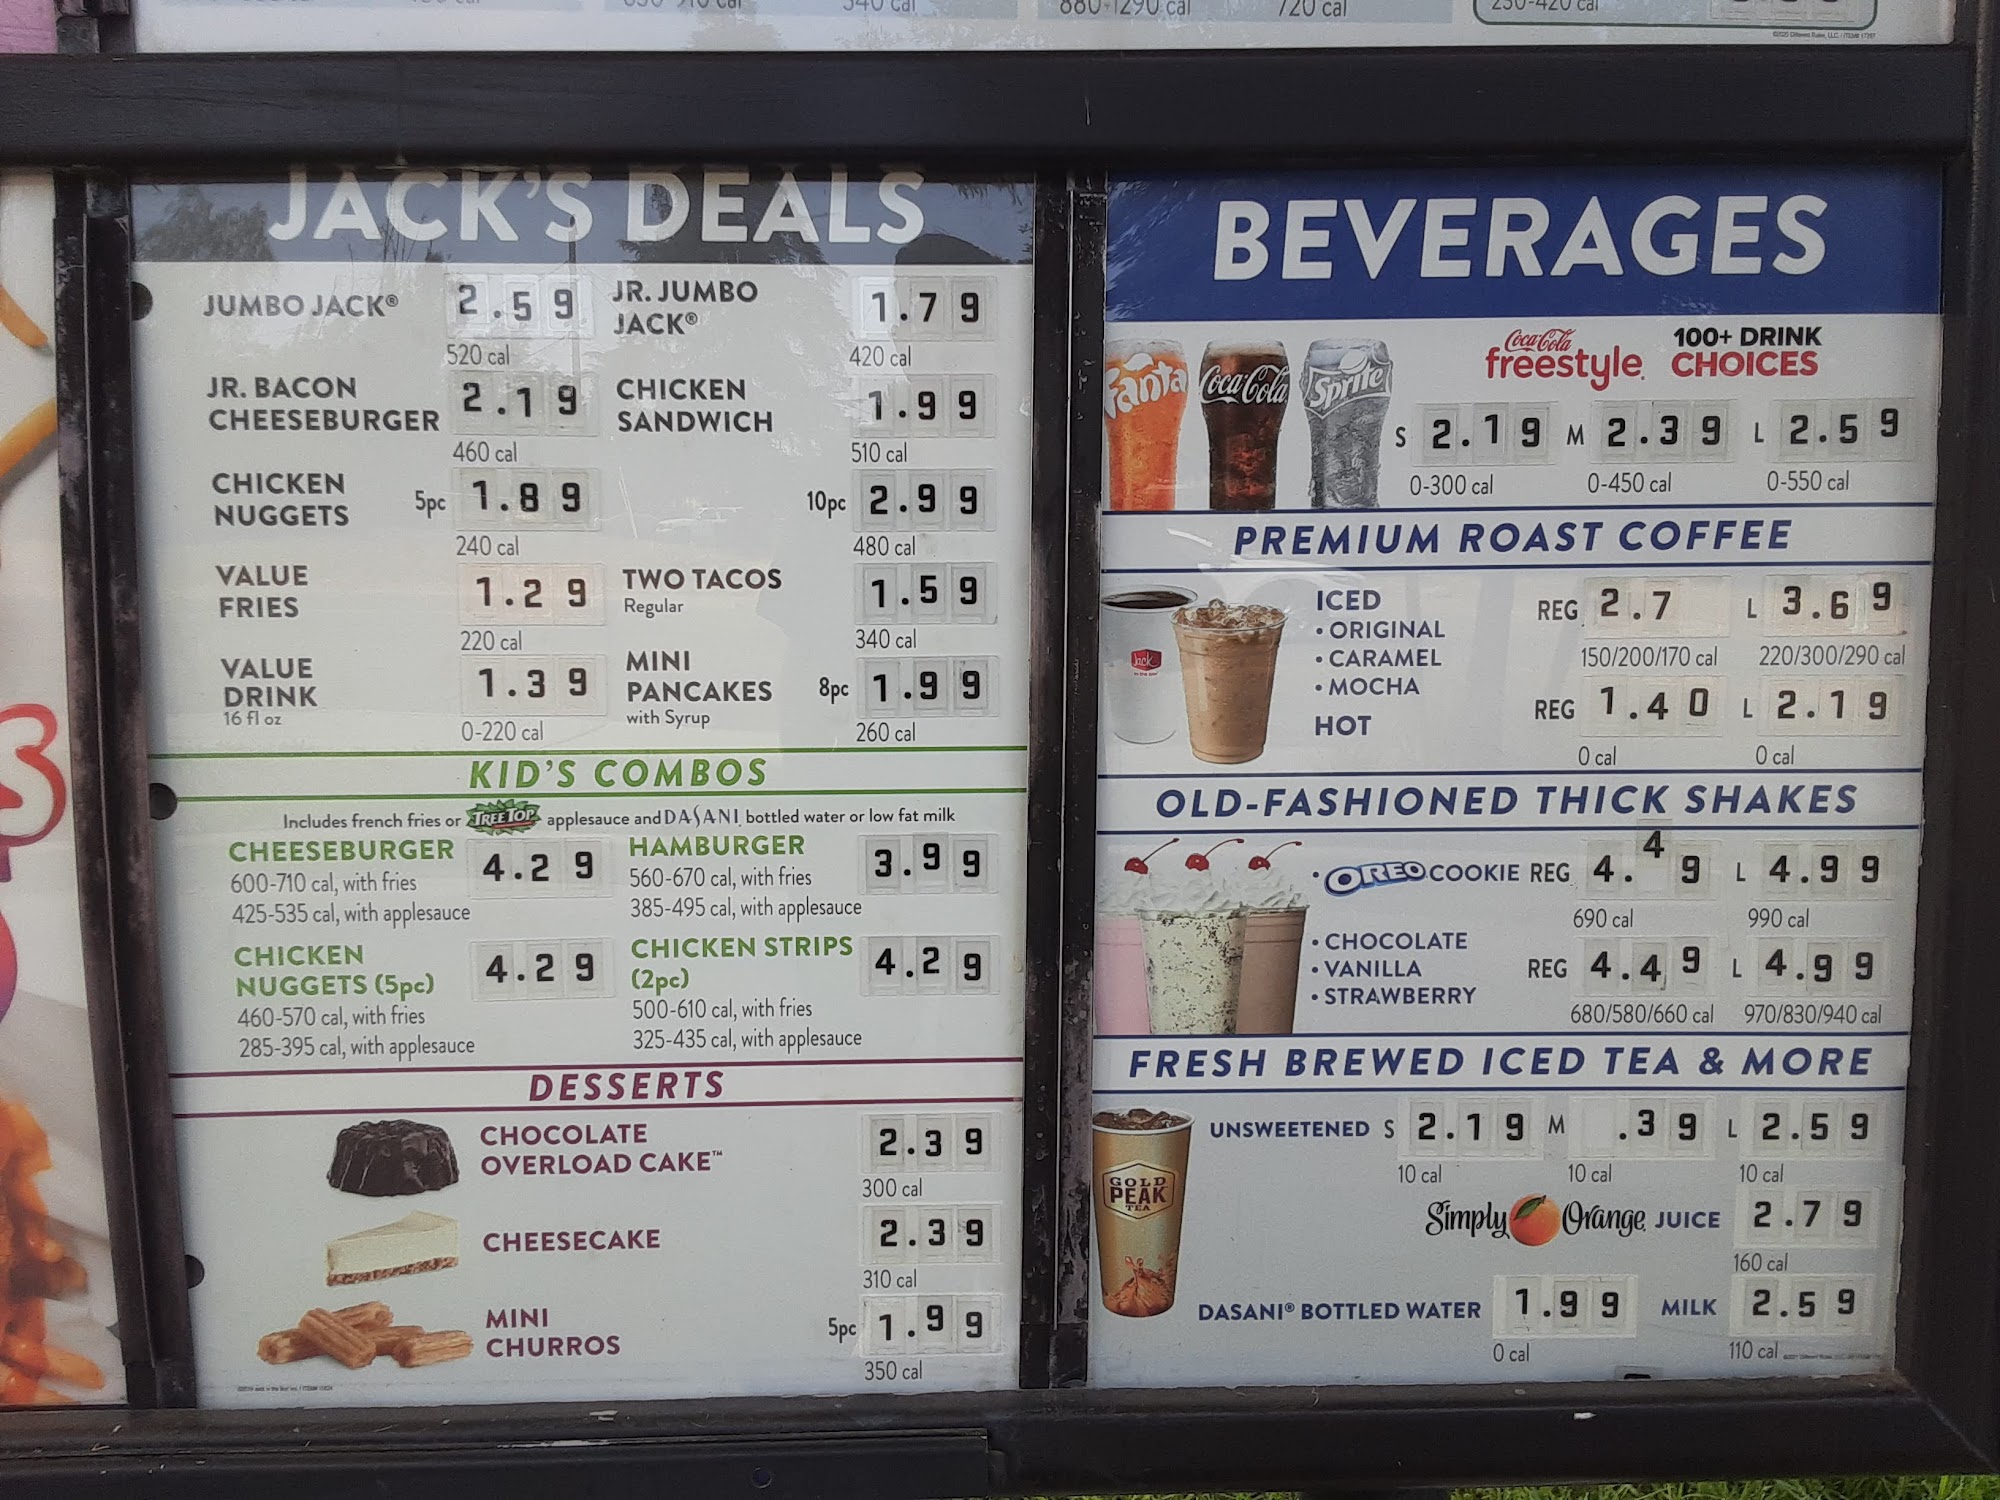 880-1290 cal
720 cal
250-420 cal
JACK'S DEALS
JUMBO JACK® 2.59
520 cal
JR. JUMBO
JACK® 1.79
420 cal
JR. BACON
CHEESEBURGER 2.19
460 cal
CHICKEN
SANDWICH 1.99
510 cal
CHICKEN
NUGGETS 5pc 1.89
240 cal
10pc 2.99
480 cal
VALUE
FRIES 1.29
220 cal
TWO TACOS
Regular 1.59
340 cal
VALUE
DRINK
16 fl oz 1.39
0-220 cal
MINI
PANCAKES
with Syrup 8pc 1.99
260 cal
KID'S COMBOS
Includes french fries or TREE TOP applesauce and DASANI bottled water or low fat milk
CHEESEBURGER 4.29
600-710 cal, with fries
425-535 cal, with applesauce
HAMBURGER 3.99
560-670 cal, with fries
385-495 cal, with applesauce
CHICKEN
NUGGETS (5pc) 4.29
460-570 cal, with fries
285-395 cal, with applesauce
CHICKEN STRIPS
(2pc) 4.29
500-610 cal, with fries
325-435 cal, with applesauce
DESSERTS
CHOCOLATE
OVERLOAD CAKE™ 2.39
300 cal
CHEESECAKE 2.39
310 cal
MINI
CHURROS 5pc 1.99
350 cal
BEVERAGES
Fanta Coca-Cola Sprite
Coca-Cola
freestyle
100+ DRINK
CHOICES
S 2.19 M 2.39 L 2.59
0-300 cal 0-450 cal 0-550 cal
PREMIUM ROAST COFFEE
Jack
ICED REG 2.7 L 3.69
• ORIGINAL
• CARAMEL 150/200/170 cal 220/300/290 cal
• MOCHA
HOT REG 1.40 L 2.19
0 cal 0 cal
OLD-FASHIONED THICK SHAKES
• OREO COOKIE REG 4.49 L 4.99
690 cal 990 cal
• CHOCOLATE
• VANILLA REG 4.49 L 4.99
• STRAWBERRY
680/580/660 cal 970/830/940 cal
FRESH BREWED ICED TEA & MORE
GOLD
PEAK
TEA
UNSWEETENED S 2.19 M .39 L 2.59
10 cal 10 cal 10 cal
Simply Orange JUICE 2.79
160 cal
DASANI® BOTTLED WATER 1.99 MILK 2.59
0 cal 110 cal